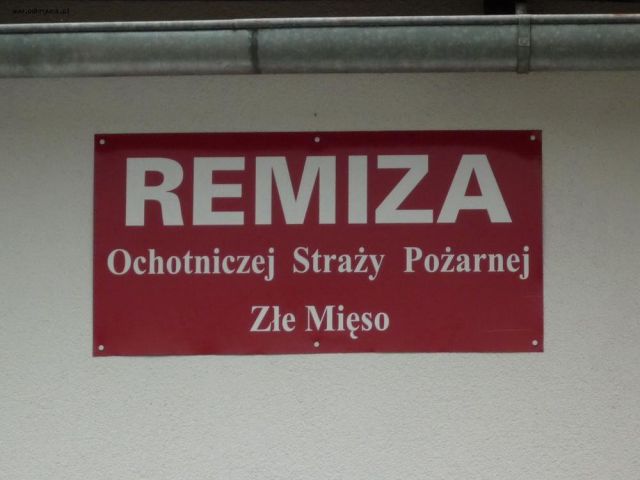 REMIZA
Ochotniczej Straży Pożarnej
Złe Mięso